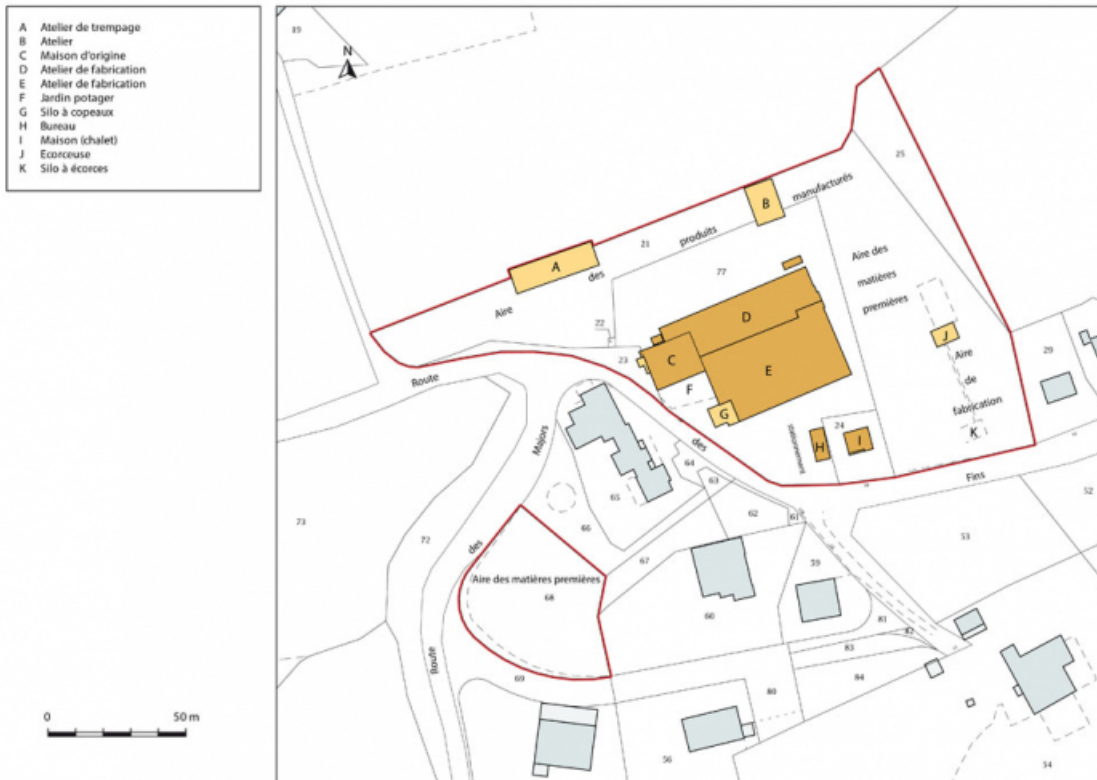 A Atelier de trempage
B Atelier
C Maison d'origine
D Atelier de fabrication
E Atelier de fabrication
F Jardin potager
G Silo à copeaux
H Bureau
I Maison (chalet)
J Ecorceuse
K Silo à écorces
0 50 m
N
89
25
manufacturés
B
produits
21
A
des
Aire
77
Aire des
matières
premières
22
23
D
C
E
F
G
J
Aire
de
fabrication
K
29
Route
Majors
des
24
H
I
stationnement
Fins
64
63
65
62
61
66
52
53
73
72
des
67
59
Aire des matières premières
68
60
81
82
83
84
Route
69
80
56
54